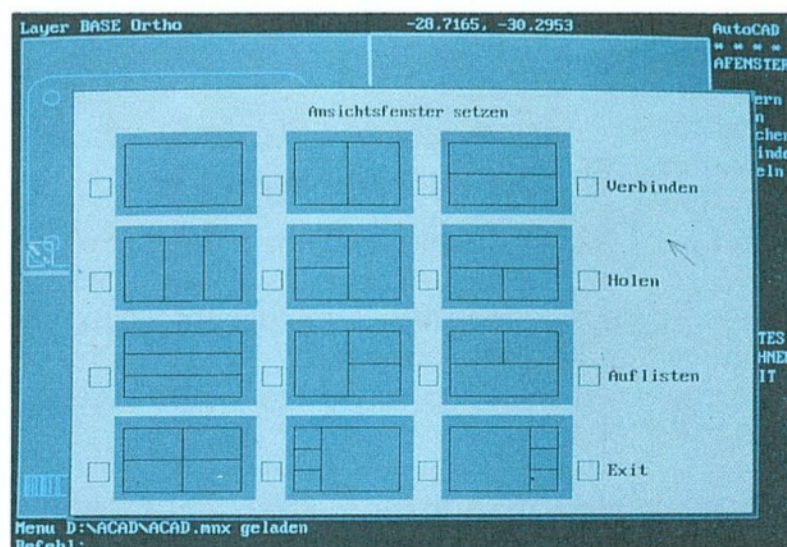 Layer BASE Ortho
-28.7165, -30.2953
AutoCAD
* * * *
AFENSTER
Ansichtsfenster setzen
Verbinden
Holen
Auflisten
Exit
Menu D:\ACAD\ACAD.mnx geladen
Befehl: